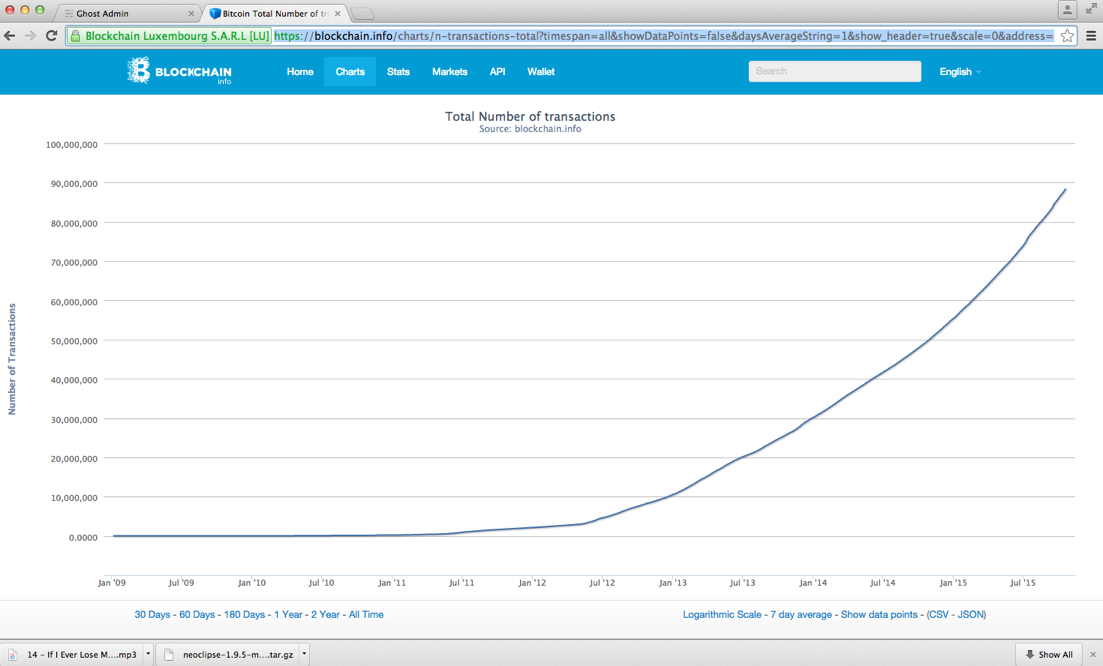 Ghost Admin
Bitcoin Total Number of tra
Blockchain Luxembourg S.A.R.L [LU]
https://blockchain.info/charts/n-transactions-total?timespan=all&showDataPoints=false&daysAverageString=1&show_header=true&scale=0&address=
BLOCKCHAIN
info
Home
Charts
Stats
Markets
API
Wallet
Search
English
Total Number of transactions
Source: blockchain.info
Number of Transactions
100,000,000
90,000,000
80,000,000
70,000,000
60,000,000
50,000,000
40,000,000
30,000,000
20,000,000
10,000,000
0.0000
Jan '09
Jul '09
Jan '10
Jul '10
Jan '11
Jul '11
Jan '12
Jul '12
Jan '13
Jul '13
Jan '14
Jul '14
Jan '15
Jul '15
30 Days - 60 Days - 180 Days - 1 Year - 2 Year - All Time
Logarithmic Scale - 7 day average - Show data points - (CSV - JSON)
14 - If I Ever Lose M....mp3
neoclipse-1.9.5-m....tar.gz
Show All